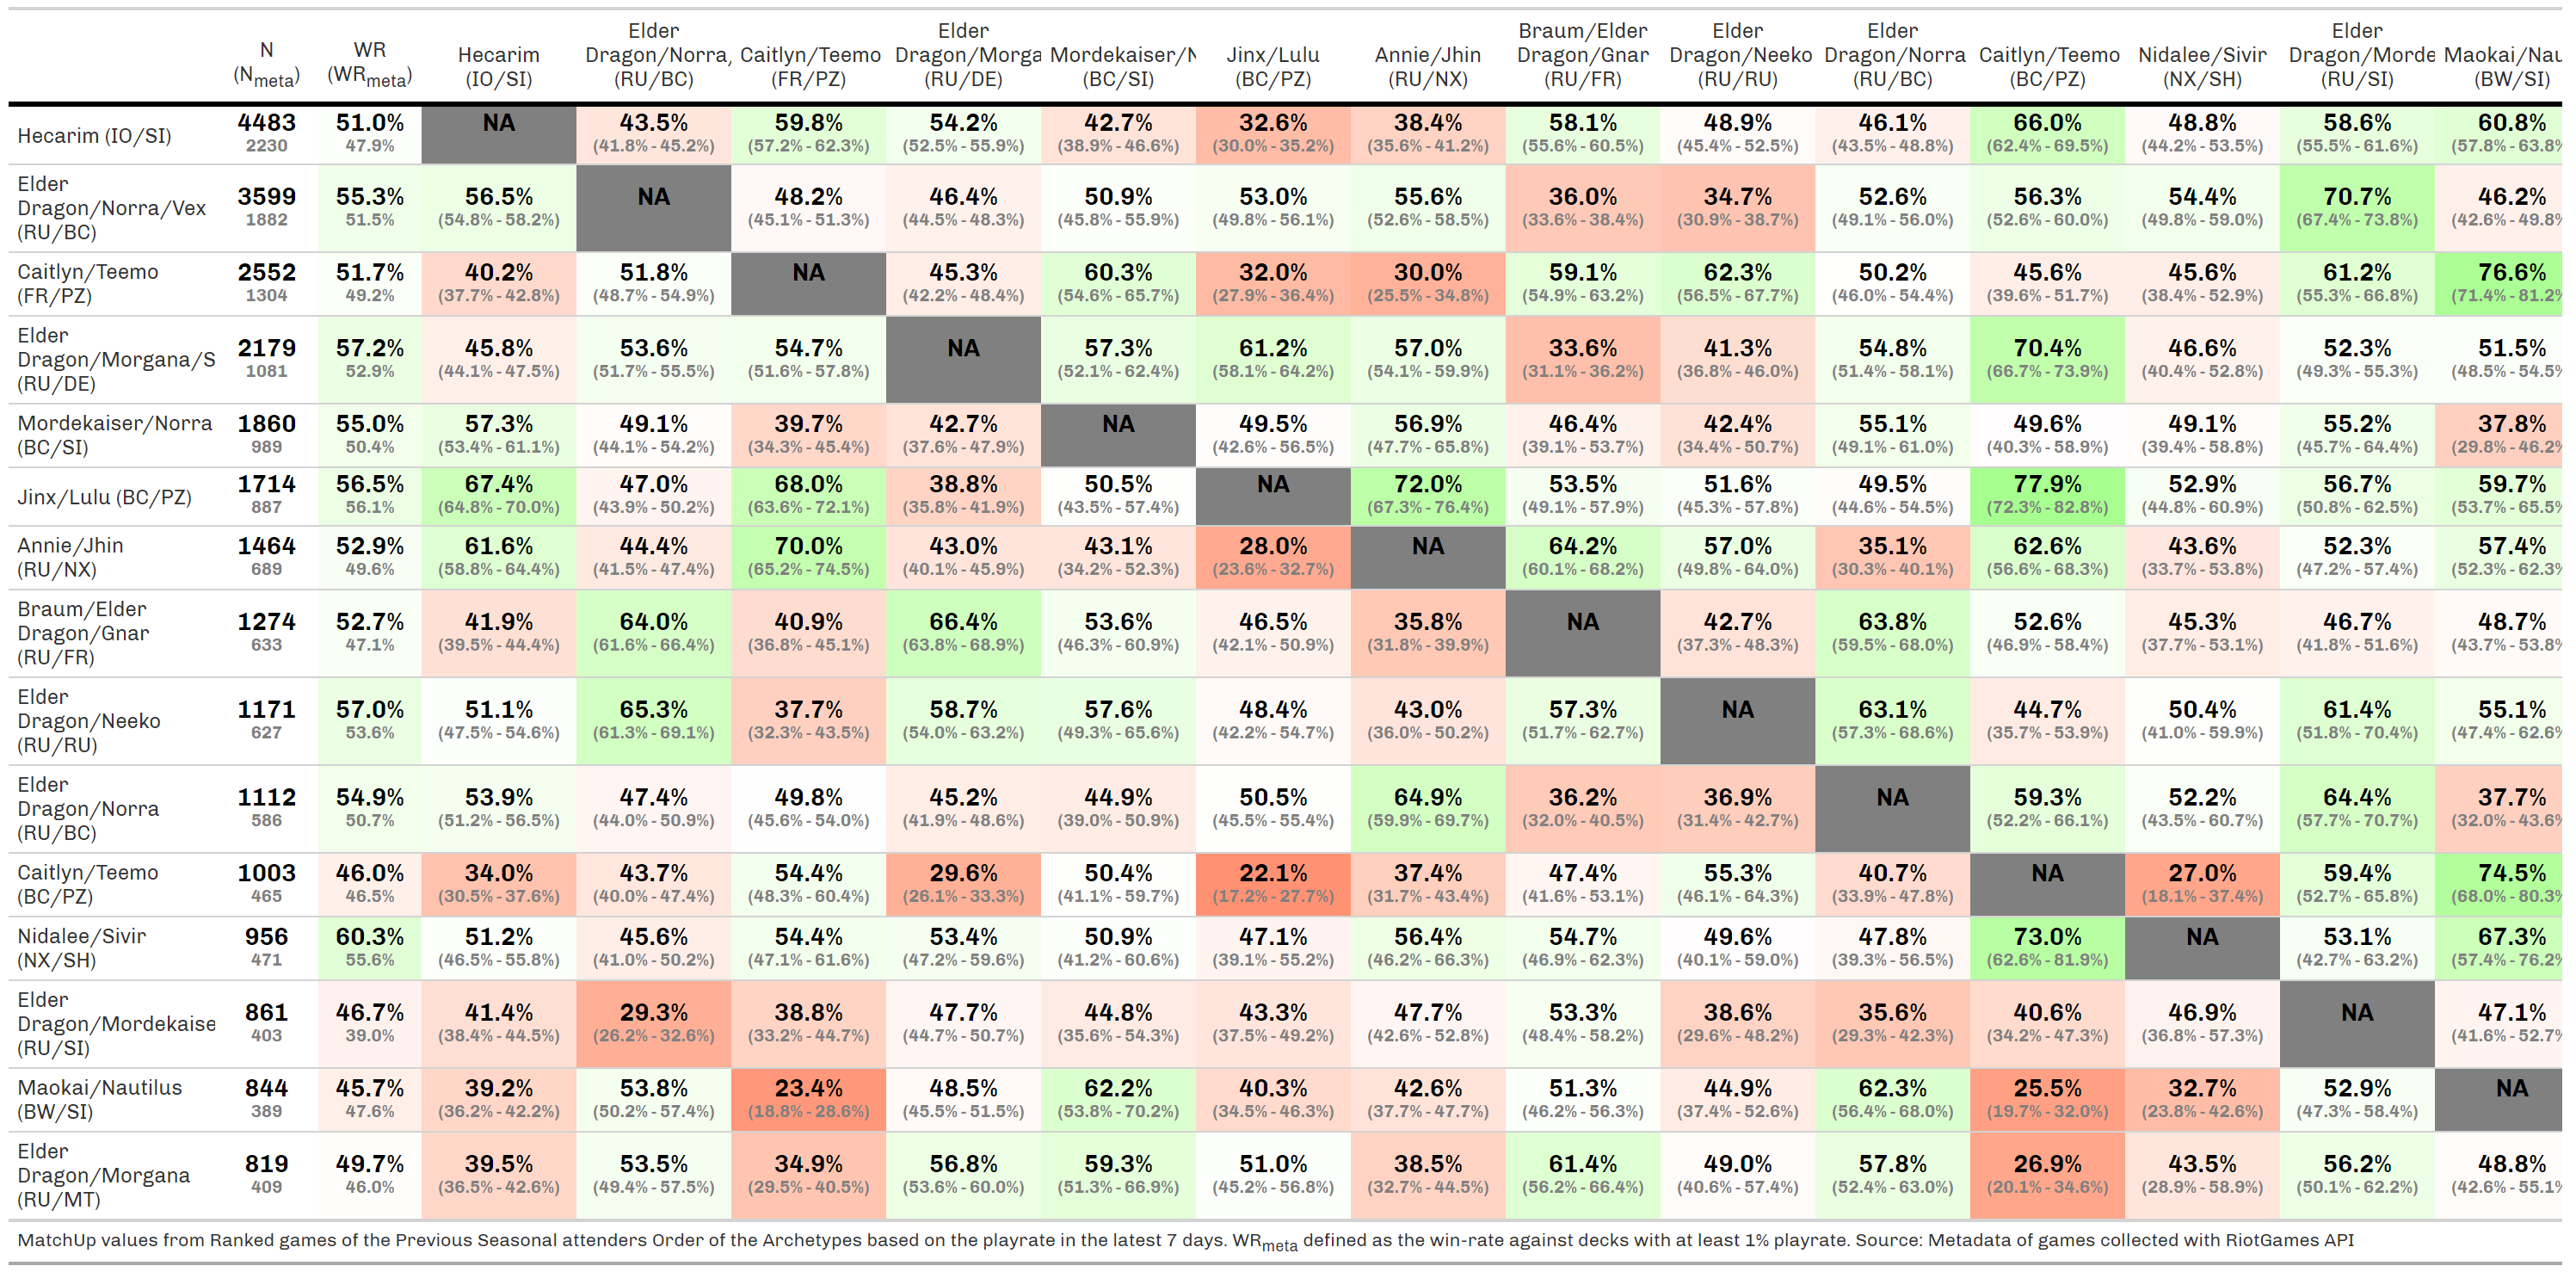 N
(Nmeta)
WR
(WRmeta)
Hecarim
(IO/SI)
Elder
Dragon/Norra,
(RU/BC)
Caitlyn/Teemo
(FR/PZ)
Elder
Dragon/Morga
(RU/DE)
Mordekaiser/N
(BC/SI)
Jinx/Lulu
(BC/PZ)
Annie/Jhin
(RU/NX)
Braum/Elder
Dragon/Gnar
(RU/FR)
Elder
Dragon/Neeko
(RU/RU)
Elder
Dragon/Norra
(RU/BC)
Caitlyn/Teemo
(BC/PZ)
Nidalee/Sivir
(NX/SH)
Elder
Dragon/Morde
(RU/SI)
Maokai/Nau
(BW/SI)
Hecarim (IO/SI)
4483 51.0% NA 43.5% 59.8% 54.2% 42.7% 32.6% 38.4% 58.1% 48.9% 46.1% 66.0% 48.8% 58.6% 60.8%
2230 47.9% (41.8% - 45.2%) (57.2% - 62.3%) (52.5% - 55.9%) (38.9% - 46.6%) (30.0% - 35.2%) (35.6% - 41.2%) (55.6% - 60.5%) (45.4% - 52.5%) (43.5% - 48.8%) (62.4% - 69.5%) (44.2% - 53.5%) (55.5% - 61.6%) (57.8% - 63.8%
Elder
Dragon/Norra/Vex
(RU/BC)
3599 55.3% 56.5% NA 48.2% 46.4% 50.9% 53.0% 55.6% 36.0% 34.7% 52.6% 56.3% 54.4% 70.7% 46.2%
1882 51.5% (54.8% - 58.2%) (45.1% - 51.3%) (44.5% - 48.3%) (45.8% - 55.9%) (49.8% - 56.1%) (52.6% - 58.5%) (33.6% - 38.4%) (30.9% - 38.7%) (49.1% - 56.0%) (52.6% - 60.0%) (49.8% - 59.0%) (67.4% - 73.8%) (42.6% - 49.8%
Caitlyn/Teemo
(FR/PZ)
2552 51.7% 40.2% 51.8% NA 45.3% 60.3% 32.0% 30.0% 59.1% 62.3% 50.2% 45.6% 45.6% 61.2% 76.6%
1304 49.2% (37.7% - 42.8%) (48.7% - 54.9%) (42.2% - 48.4%) (54.6% - 65.7%) (27.9% - 36.4%) (25.5% - 34.8%) (54.9% - 63.2%) (56.5% - 67.7%) (46.0% - 54.4%) (39.6% - 51.7%) (38.4% - 52.9%) (55.3% - 66.8%) (71.4% - 81.2%
Elder
Dragon/Morgana/S
(RU/DE)
2179 57.2% 45.8% 53.6% 54.7% NA 57.3% 61.2% 57.0% 33.6% 41.3% 54.8% 70.4% 46.6% 52.3% 51.5%
1081 52.9% (44.1% - 47.5%) (51.7% - 55.5%) (51.6% - 57.8%) (52.1% - 62.4%) (58.1% - 64.2%) (54.1% - 59.9%) (31.1% - 36.2%) (36.8% - 46.0%) (51.4% - 58.1%) (66.7% - 73.9%) (40.4% - 52.8%) (49.3% - 55.3%) (48.5% - 54.5%
Mordekaiser/Norra
(BC/SI)
1860 55.0% 57.3% 49.1% 39.7% 42.7% NA 49.5% 56.9% 46.4% 42.4% 55.1% 49.6% 49.1% 55.2% 37.8%
989 50.4% (53.4% - 61.1%) (44.1% - 54.2%) (34.3% - 45.4%) (37.6% - 47.9%) (42.6% - 56.5%) (47.7% - 65.8%) (39.1% - 53.7%) (34.4% - 50.7%) (49.1% - 61.0%) (40.3% - 58.9%) (39.4% - 58.8%) (45.7% - 64.4%) (29.8% - 46.2%
Jinx/Lulu (BC/PZ)
1714 56.5% 67.4% 47.0% 68.0% 38.8% 50.5% NA 72.0% 53.5% 51.6% 49.5% 77.9% 52.9% 56.7% 59.7%
887 56.1% (64.8% - 70.0%) (43.9% - 50.2%) (63.6% - 72.1%) (35.8% - 41.9%) (43.5% - 57.4%) (67.3% - 76.4%) (49.1% - 57.9%) (45.3% - 57.8%) (44.6% - 54.5%) (72.3% - 82.8%) (44.8% - 60.9%) (50.8% - 62.5%) (53.7% - 65.5%
Annie/Jhin
(RU/NX)
1464 52.9% 61.6% 44.4% 70.0% 43.0% 43.1% 28.0% NA 64.2% 57.0% 35.1% 62.6% 43.6% 52.3% 57.4%
689 49.6% (58.8% - 64.4%) (41.5% - 47.4%) (65.2% - 74.5%) (40.1% - 45.9%) (34.2% - 52.3%) (23.6% - 32.7%) (60.1% - 68.2%) (49.8% - 64.0%) (30.3% - 40.1%) (56.6% - 68.3%) (33.7% - 53.8%) (47.2% - 57.4%) (52.3% - 62.3%
Braum/Elder
Dragon/Gnar
(RU/FR)
1274 52.7% 41.9% 64.0% 40.9% 66.4% 53.6% 46.5% 35.8% NA 42.7% 63.8% 52.6% 45.3% 46.7% 48.7%
633 47.1% (39.5% - 44.4%) (61.6% - 66.4%) (36.8% - 45.1%) (63.8% - 68.9%) (46.3% - 60.9%) (42.1% - 50.9%) (31.8% - 39.9%) (37.3% - 48.3%) (59.5% - 68.0%) (46.9% - 58.4%) (37.7% - 53.1%) (41.8% - 51.6%) (43.7% - 53.8%
Elder
Dragon/Neeko
(RU/RU)
1171 57.0% 51.1% 65.3% 37.7% 58.7% 57.6% 48.4% 43.0% 57.3% NA 63.1% 44.7% 50.4% 61.4% 55.1%
627 53.6% (47.5% - 54.6%) (61.3% - 69.1%) (32.3% - 43.5%) (54.0% - 63.2%) (49.3% - 65.6%) (42.2% - 54.7%) (36.0% - 50.2%) (51.7% - 62.7%) (57.3% - 68.6%) (35.7% - 53.9%) (41.0% - 59.9%) (51.8% - 70.4%) (47.4% - 62.6%
Elder
Dragon/Norra
(RU/BC)
1112 54.9% 53.9% 47.4% 49.8% 45.2% 44.9% 50.5% 64.9% 36.2% 36.9% NA 59.3% 52.2% 64.4% 37.7%
586 50.7% (51.2% - 56.5%) (44.0% - 50.9%) (45.6% - 54.0%) (41.9% - 48.6%) (39.0% - 50.9%) (45.5% - 55.4%) (59.9% - 69.7%) (32.0% - 40.5%) (31.4% - 42.7%) (52.2% - 66.1%) (43.5% - 60.7%) (57.7% - 70.7%) (32.0% - 43.6%
Caitlyn/Teemo
(BC/PZ)
1003 46.0% 34.0% 43.7% 54.4% 29.6% 50.4% 22.1% 37.4% 47.4% 55.3% 40.7% NA 27.0% 59.4% 74.5%
465 46.5% (30.5% - 37.6%) (40.0% - 47.4%) (48.3% - 60.4%) (26.1% - 33.3%) (41.1% - 59.7%) (17.2% - 27.7%) (31.7% - 43.4%) (41.6% - 53.1%) (46.1% - 64.3%) (33.9% - 47.8%) (18.1% - 37.4%) (52.7% - 65.8%) (68.0% - 80.3%
Nidalee/Sivir
(NX/SH)
956 60.3% 51.2% 45.6% 54.4% 53.4% 50.9% 47.1% 56.4% 54.7% 49.6% 47.8% 73.0% NA 53.1% 67.3%
471 55.6% (46.5% - 55.8%) (41.0% - 50.2%) (47.1% - 61.6%) (47.2% - 59.6%) (41.2% - 60.6%) (39.1% - 55.2%) (46.2% - 66.3%) (46.9% - 62.3%) (40.1% - 59.0%) (39.3% - 56.5%) (62.6% - 81.9%) (42.7% - 63.2%) (57.4% - 76.2%
Elder
Dragon/Mordekaise
(RU/SI)
861 46.7% 41.4% 29.3% 38.8% 47.7% 44.8% 43.3% 47.7% 53.3% 38.6% 35.6% 40.6% 46.9% NA 47.1%
403 39.0% (38.4% - 44.5%) (26.2% - 32.6%) (33.2% - 44.7%) (44.7% - 50.7%) (35.6% - 54.3%) (37.5% - 49.2%) (42.6% - 52.8%) (48.4% - 58.2%) (29.6% - 48.2%) (29.3% - 42.3%) (34.2% - 47.3%) (36.8% - 57.3%) (41.6% - 52.7%
Maokai/Nautilus
(BW/SI)
844 45.7% 39.2% 53.8% 23.4% 48.5% 62.2% 40.3% 42.6% 51.3% 44.9% 62.3% 25.5% 32.7% 52.9% NA
389 47.6% (36.2% - 42.2%) (50.2% - 57.4%) (18.8% - 28.6%) (45.5% - 51.5%) (53.8% - 70.2%) (34.5% - 46.3%) (37.7% - 47.7%) (46.2% - 56.3%) (37.4% - 52.6%) (56.4% - 68.0%) (19.7% - 32.0%) (23.8% - 42.6%) (47.3% - 58.4%)
Elder
Dragon/Morgana
(RU/MT)
819 49.7% 39.5% 53.5% 34.9% 56.8% 59.3% 51.0% 38.5% 61.4% 49.0% 57.8% 26.9% 43.5% 56.2% 48.8%
409 46.0% (36.5% - 42.6%) (49.4% - 57.5%) (29.5% - 40.5%) (53.6% - 60.0%) (51.3% - 66.9%) (45.2% - 56.8%) (32.7% - 44.5%) (56.2% - 66.4%) (40.6% - 57.4%) (52.4% - 63.0%) (20.1% - 34.6%) (28.9% - 58.9%) (50.1% - 62.2%) (42.6% - 55.1%
MatchUp values from Ranked games of the Previous Seasonal attenders Order of the Archetypes based on the playrate in the latest 7 days. WRmeta defined as the win-rate against decks with at least 1% playrate. Source: Metadata of games collected with RiotGames API